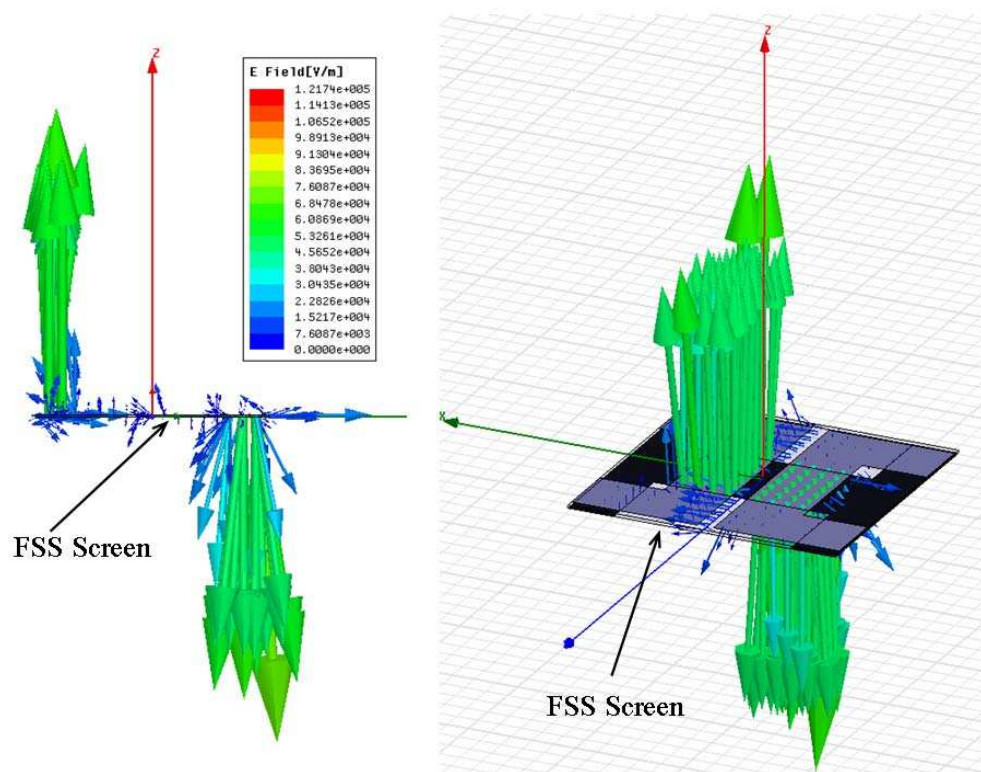 Z
E Field[V/m]
1.2174e+005
1.1413e+005
1.0652e+005
9.8913e+004
9.1304e+004
8.3695e+004
7.6087e+004
6.8478e+004
6.0869e+004
5.3261e+004
4.5652e+004
3.8043e+004
3.0435e+004
2.2826e+004
1.5217e+004
7.6087e+003
0.0000e+000
FSS Screen
Z
X
FSS Screen